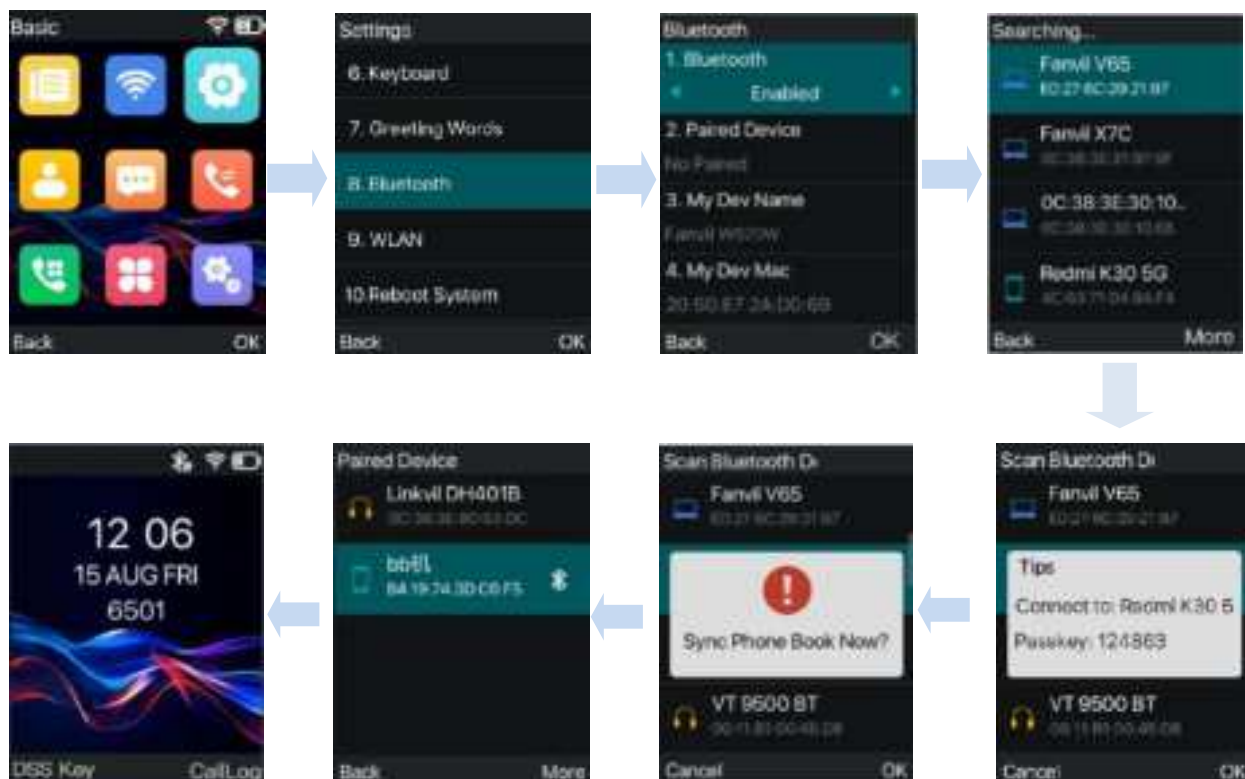 Basic
Back
OK
Settings
6. Keyboard
7. Greeting Words
8. Bluetooth
9. WLAN
10.Reboot System
Back
OK
Bluetooth
1. Bluetooth
Enabled
2. Paired Device
No Paired
3. My Dev Name
Fanvil W620W
4. My Dev Mac
Back
OK
Searching...
Fanvil V65
Fanvil X7C
0C:38:3E:30:10..
Redmi K30 5G
Back
More
12 06
15 AUG FRI
6501
DSS Key
CallLog
Paired Device
Linkvil DH401B
bb机
Back
More
Scan Bluetooth
Fanvil V65
Sync Phone Book Now?
VT 9500 BT
Cancel
OK
Scan Bluetooth
Fanvil V65
Tips
Connect to: Redmi K30 5
Passkey: 124863
VT 9500 BT
Cancel
OK